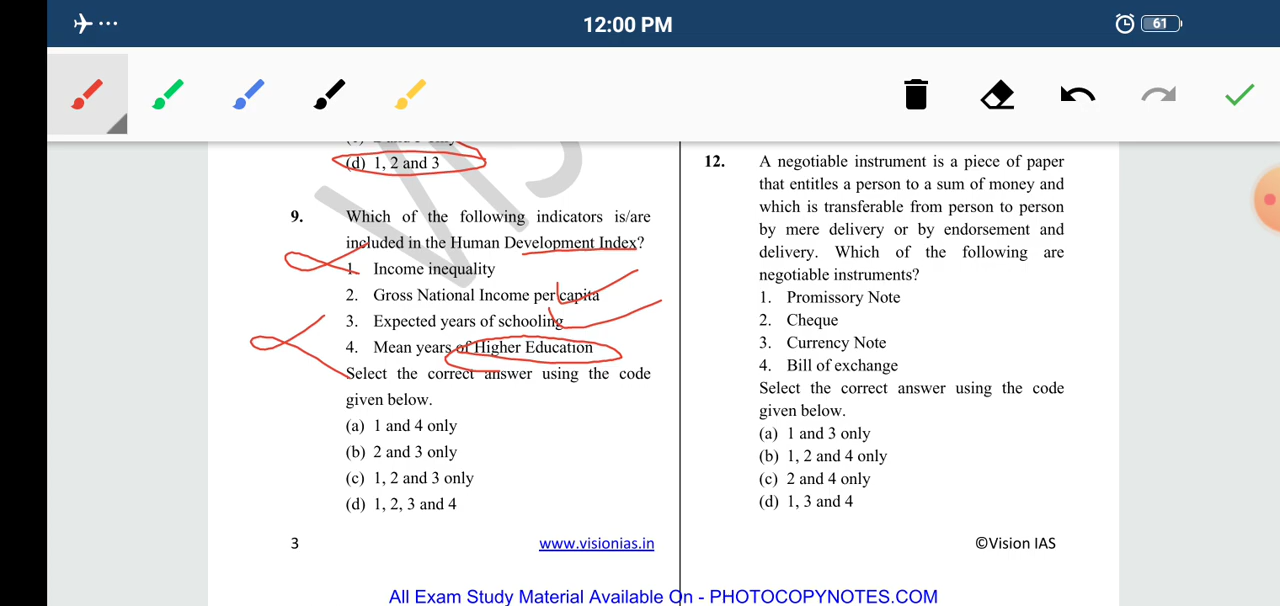 12:00 PM
61
(d) 1, 2 and 3
9. Which of the following indicators is/are
included in the Human Development Index?
1. Income inequality
2. Gross National Income per capita
3. Expected years of schooling
4. Mean years of Higher Education
Select the correct answer using the code
given below.
(a) 1 and 4 only
(b) 2 and 3 only
(c) 1, 2 and 3 only
(d) 1, 2, 3 and 4
12. A negotiable instrument is a piece of paper
that entitles a person to a sum of money and
which is transferable from person to person
by mere delivery or by endorsement and
delivery. Which of the following are
negotiable instruments?
1. Promissory Note
2. Cheque
3. Currency Note
4. Bill of exchange
Select the correct answer using the code
given below.
(a) 1 and 3 only
(b) 1, 2 and 4 only
(c) 2 and 4 only
(d) 1, 3 and 4
3 www.visionias.in ©Vision IAS
All Exam Study Material Available On - PHOTOCOPYNOTES.COM